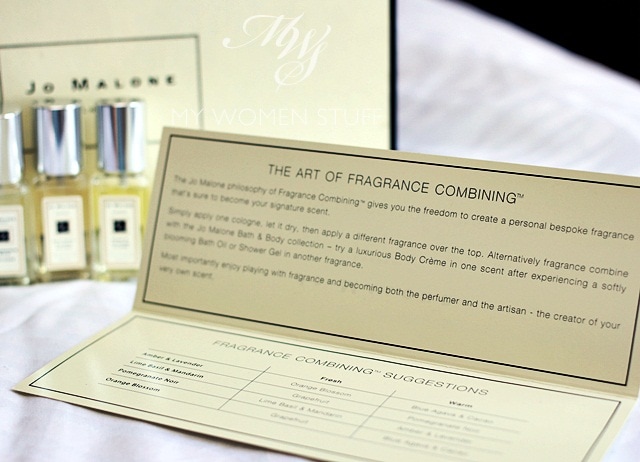 MWS
MY WOMEN STUFF
JO MALONE
THE ART OF FRAGRANCE COMBINING™
The Jo Malone philosophy of Fragrance Combining™ gives you the freedom to create a personal bespoke fragrance
that's sure to become your signature scent.
Simply apply one cologne, let it dry, then apply a different fragrance over the top. Alternatively fragrance combine
with the Jo Malone Bath & Body collection – try a luxurious Body Crème in one scent after experiencing a softly
blooming Bath Oil or Shower Gel in another fragrance.
Most importantly enjoy playing with fragrance and becoming both the perfumer and the artisan - the creator of your
very own scent.
FRAGRANCE COMBINING™ SUGGESTIONS
Fresh Warm
Amber & Lavender Orange Blossom Blue Agava & Cacao
Lime Basil & Mandarin Grapefruit Pomegranate Noir
Pomegranate Noir Lime Basil & Mandarin Amber & Lavender
Orange Blossom Grapefruit Blue Agava & Cacao